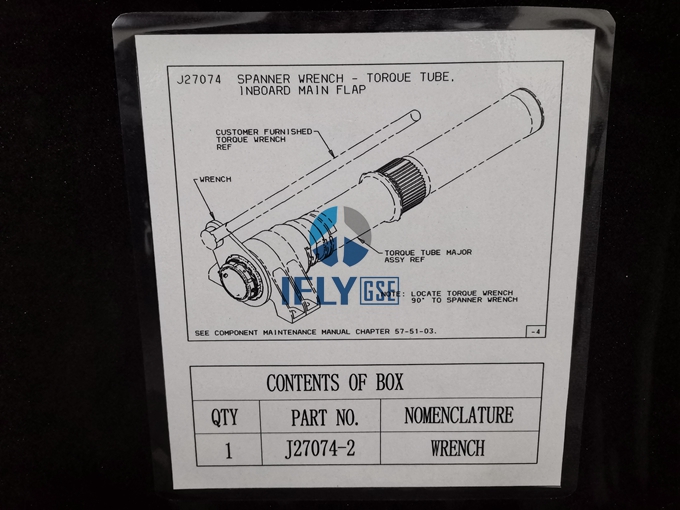 J27074 SPANNER WRENCH - TORQUE TUBE,
INBOARD MAIN FLAP
CUSTOMER FURNISHED
TORQUE WRENCH
REF
WRENCH
TORQUE TUBE MAJOR
ASSY REF
IFLY GSE
NOTE: LOCATE TORQUE WRENCH
90° TO SPANNER WRENCH
SEE COMPONENT MAINTENANCE MANUAL CHAPTER 57-51-03.
-4
CONTENTS OF BOX
QTY PART NO. NOMENCLATURE
1 J27074-2 WRENCH